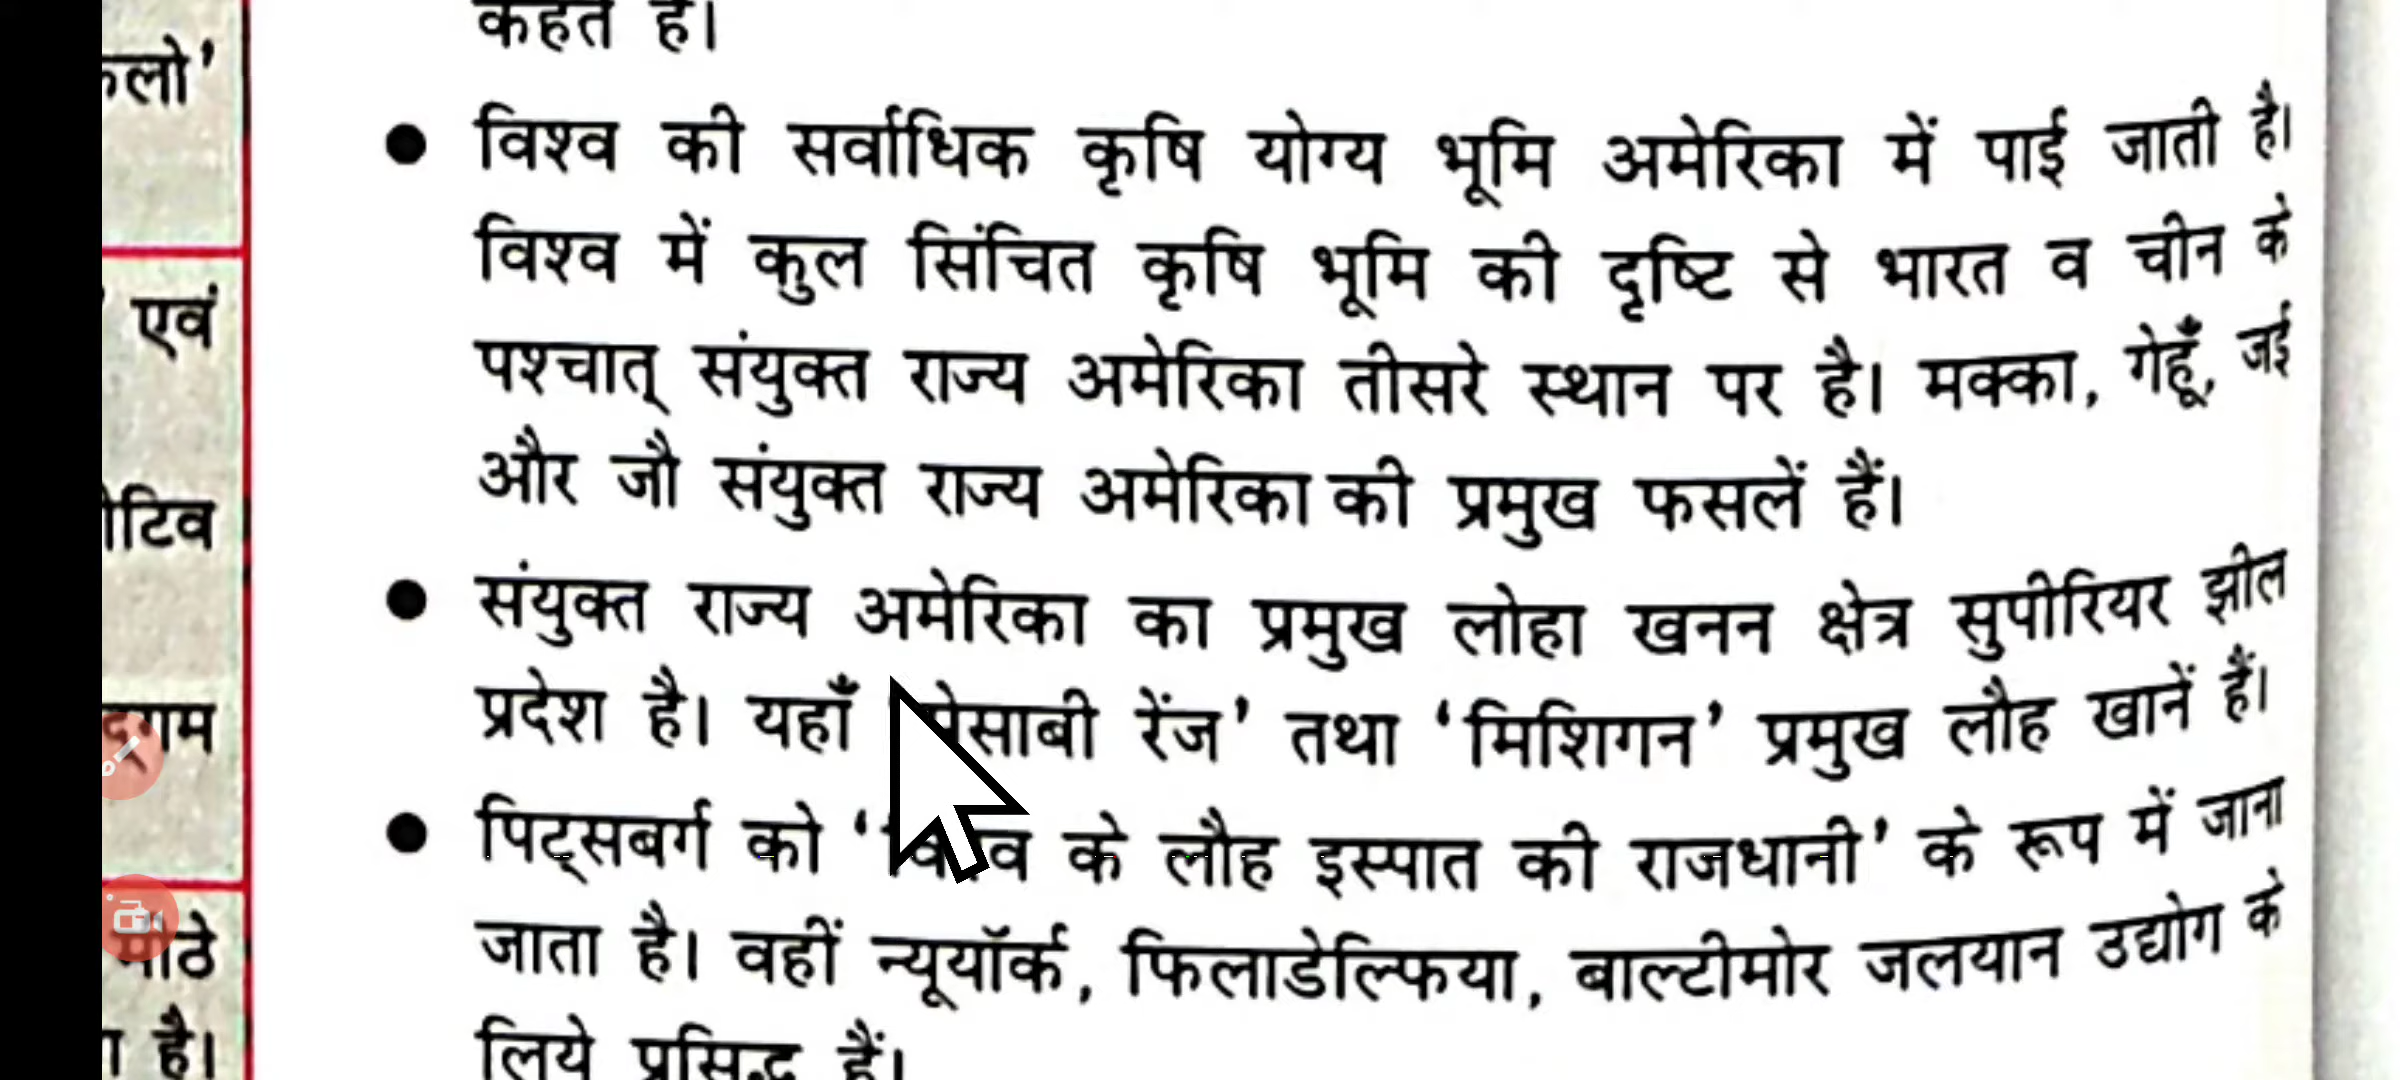 कहते हैं।
• विश्व की सर्वाधिक कृषि योग्य भूमि अमेरिका में पाई जाती है।
विश्व में कुल सिंचित कृषि भूमि की दृष्टि से भारत व चीन के
पश्चात् संयुक्त राज्य अमेरिका तीसरे स्थान पर है। मक्का, गेहूँ, जई
और जौ संयुक्त राज्य अमेरिका की प्रमुख फसलें हैं।
• संयुक्त राज्य अमेरिका का प्रमुख लोहा खनन क्षेत्र सुपीरियर झील
प्रदेश है। यहाँ रेंज' तथा 'मिशिगन' प्रमुख लौह खानें हैं।
• पिट्सबर्ग को 'विश्व के लौह इस्पात की राजधानी' के रूप में जाना
जाता है। वहीं न्यूयॉर्क, फिलाडेल्फिया, बाल्टीमोर जलयान उद्योग के
लिये प्रसिद्ध हैं।
एवं
है।